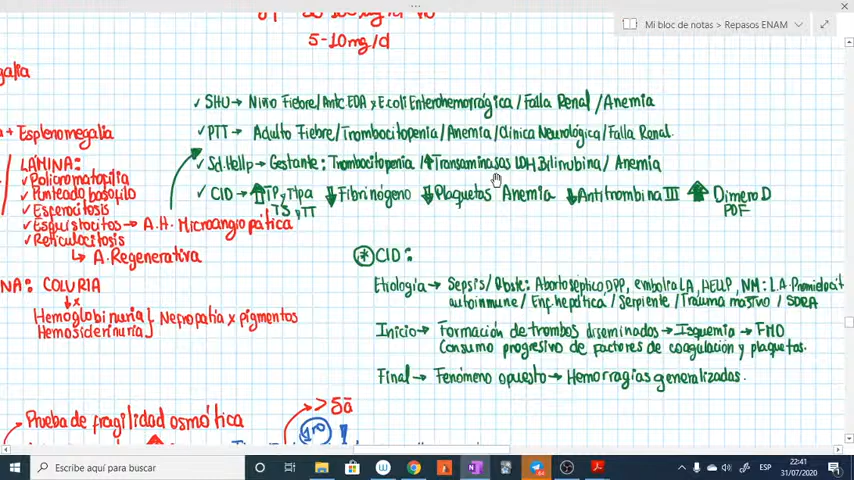 5-10mg/d
Mi bloc de notas > Repasos ENAM
+ Esplenomegalia
LÁMINA:
✓ Policromatofilia
✓ Punteado basófilo
✓ Esferocitosis
✓ Esquistocitos → A.H. Microangiopática
✓ Reticulocitosis
↳ A. Regenerativa
COLURIA
Hemoglobinuria
Hemosiderinuria } Nefropatía x pigmentos
Prueba de fragilidad osmótica
✓ SHU → Niño Fiebre/Antc EDA x E.coli Enterohemorrágica / Falla Renal / Anemia
✓ PTT → Adulto Fiebre / Trombocitopenia / Anemia / Clínica Neurológica / Falla Renal.
✓ Sd. Hellp → Gestante: Trombocitopenia / ↑ Transaminasas LDH Bilirrubina / Anemia
✓ CID → ↑ TP y TTpa ↓ Fibrinógeno ↓ Plaquetas Anemia ↓ Antitrombina III ↑ Dímero D
TS y TT PDF
* CID:
Etiología → Sepsis / Obste: Aborto séptico DPP, embolia LA, HELLP, NM: L.A. Promielocít
autoinmune / Enf. hepática / Serpiente / Trauma masivo / SDRA
Inicio → Formación de trombos diseminados → Isquemia → FMO
Consumo progresivo de factores de coagulación y plaquetas.
Final → Fenómeno opuesto → Hemorragias generalizadas.
> 5a
Escribe aquí para buscar
ESP
22:41
31/07/2020